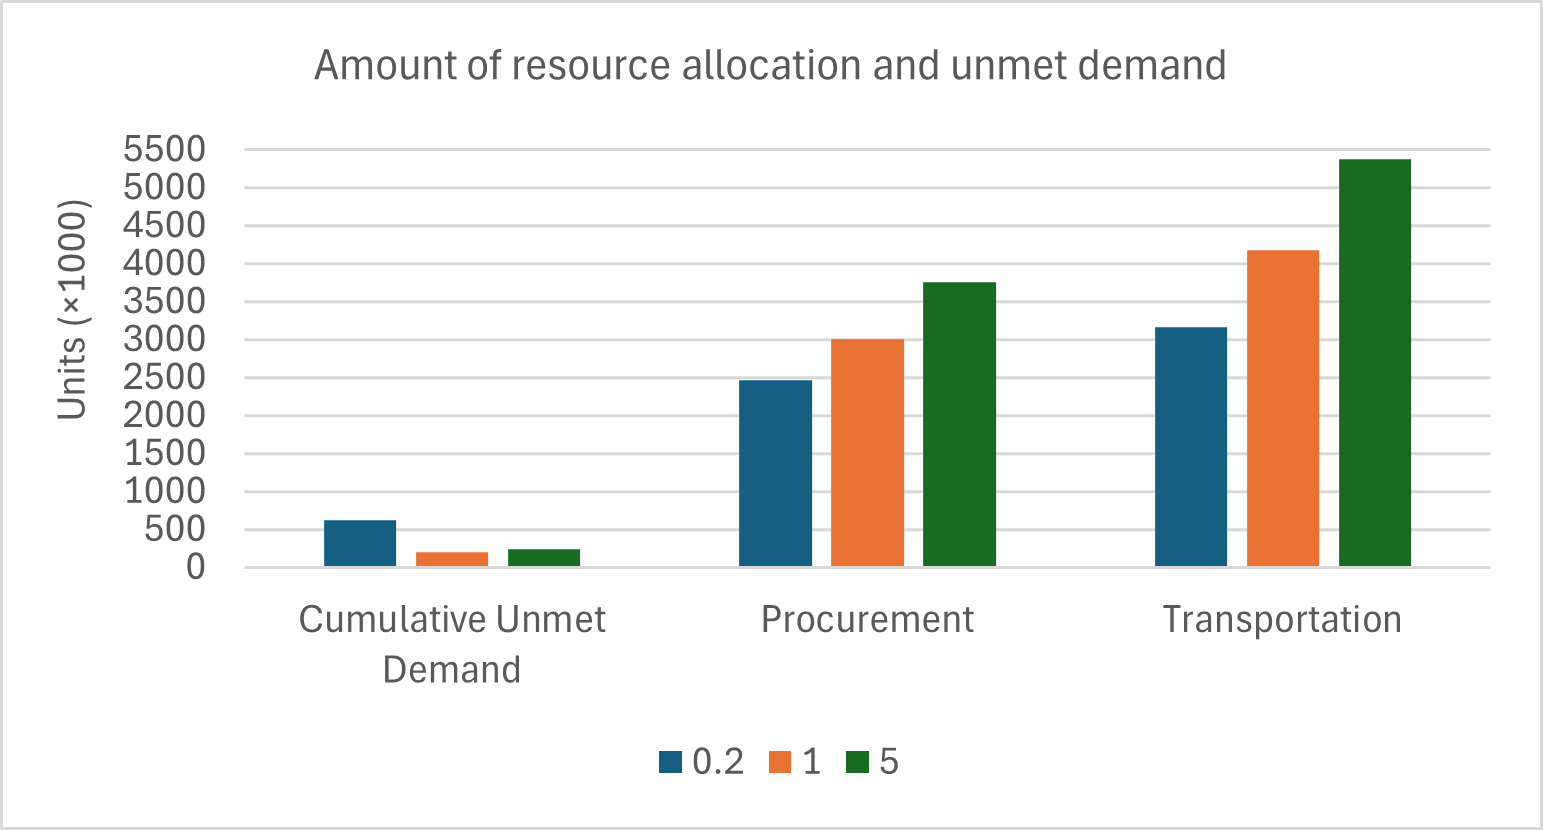 Amount of resource allocation and unmet demand
Units (×1000)
5500
5000
4500
4000
3500
3000
2500
2000
1500
1000
500
0
Cumulative Unmet
Demand
Procurement
Transportation
0.2
1
5